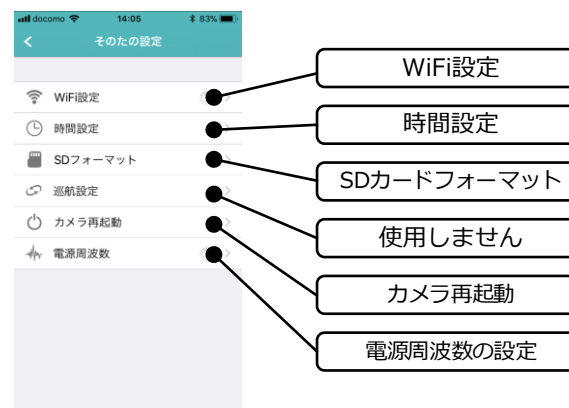 docomo 14:05 83%
そのたの設定
WiFi設定
時間設定
SDフォーマット
巡航設定
カメラ再起動
電源周波数
WiFi設定
時間設定
SDカードフォーマット
使用しません
カメラ再起動
電源周波数の設定